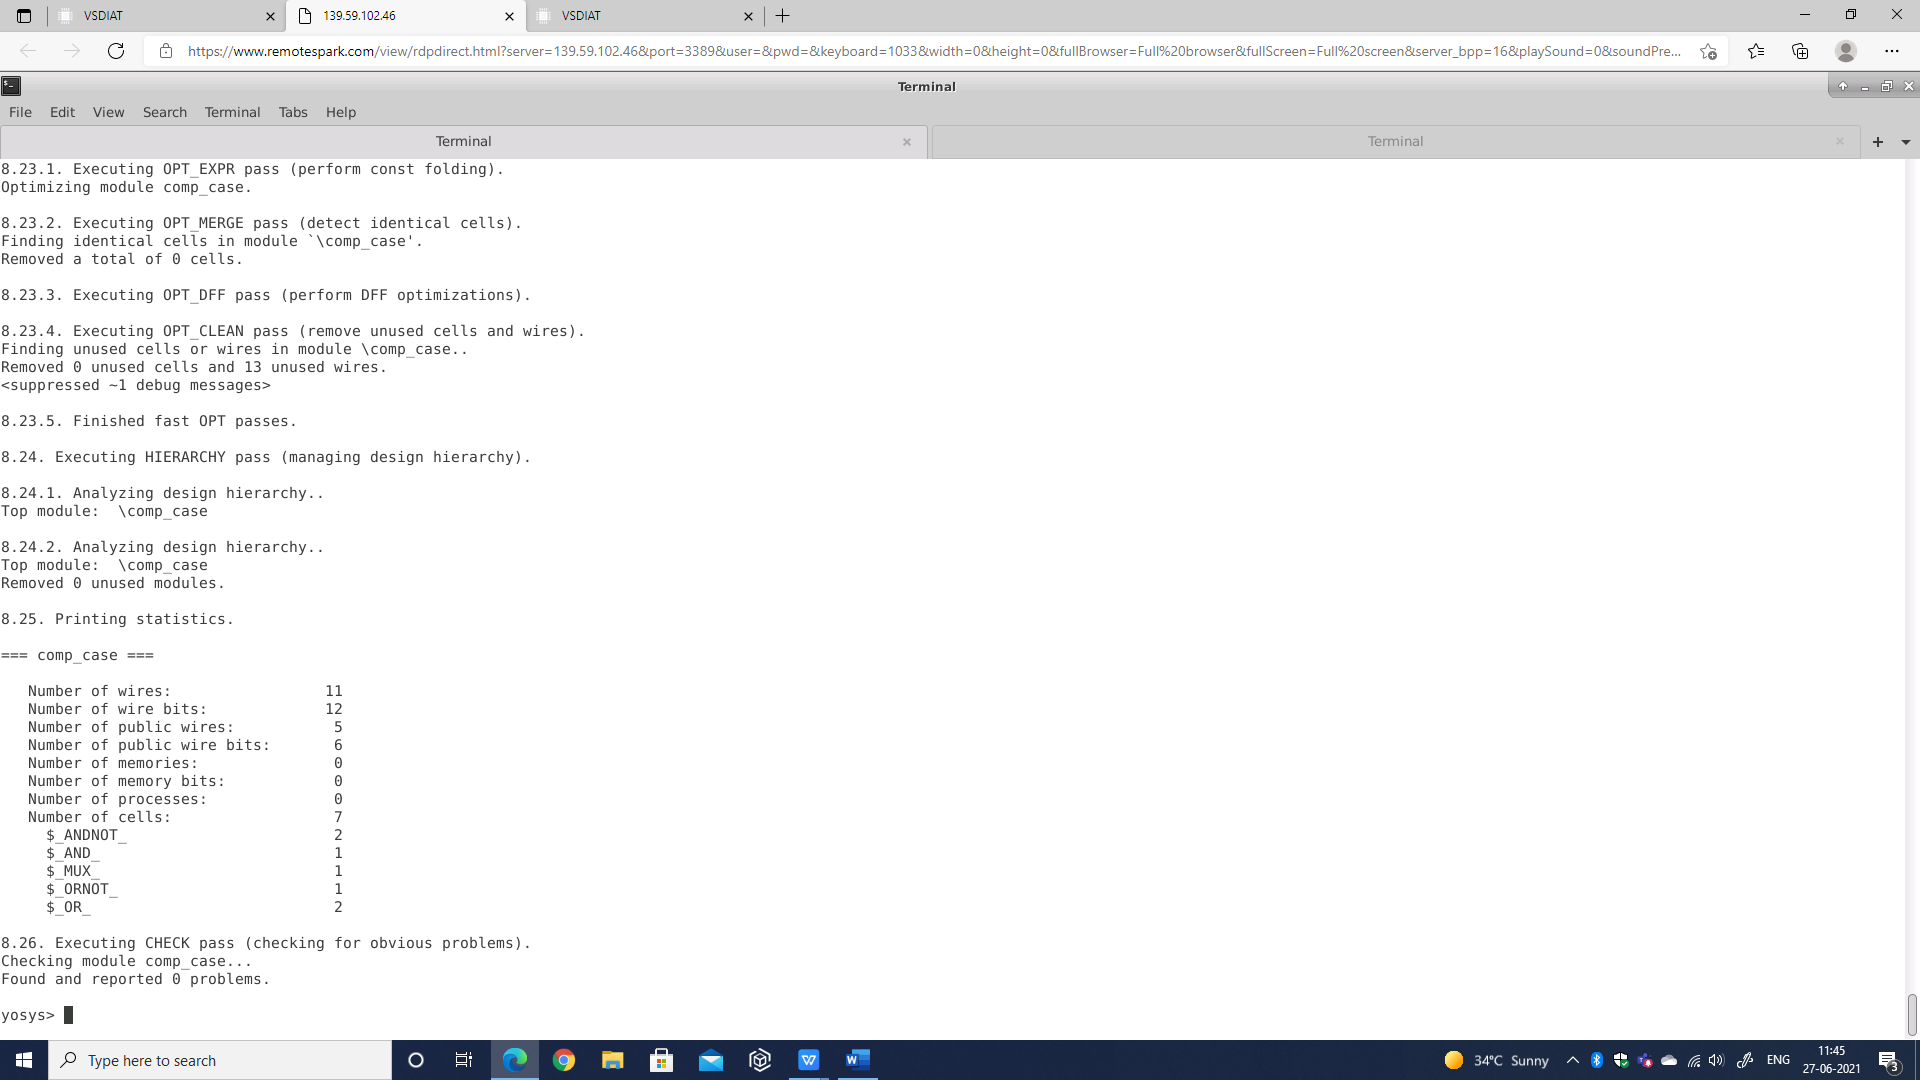 VSDIAT
139.59.102.46
VSDIAT
https://www.remotespark.com/view/rdpdirect.html?server=139.59.102.46&port=3389&user=&pwd=&keyboard=1033&width=0&height=0&fullBrowser=Full%20browser&fullScreen=Full%20screen&server_bpp=16&playSound=0&soundPre...
Terminal
File Edit View Search Terminal Tabs Help
Terminal
Terminal
8.23.1. Executing OPT_EXPR pass (perform const folding).
Optimizing module comp_case.
8.23.2. Executing OPT_MERGE pass (detect identical cells).
Finding identical cells in module `\comp_case'.
Removed a total of 0 cells.
8.23.3. Executing OPT_DFF pass (perform DFF optimizations).
8.23.4. Executing OPT_CLEAN pass (remove unused cells and wires).
Finding unused cells or wires in module \comp_case..
Removed 0 unused cells and 13 unused wires.
<suppressed ~1 debug messages>
8.23.5. Finished fast OPT passes.
8.24. Executing HIERARCHY pass (managing design hierarchy).
8.24.1. Analyzing design hierarchy..
Top module:  \comp_case
8.24.2. Analyzing design hierarchy..
Top module:  \comp_case
Removed 0 unused modules.
8.25. Printing statistics.
=== comp_case ===
Number of wires: 11
Number of wire bits: 12
Number of public wires: 5
Number of public wire bits: 6
Number of memories: 0
Number of memory bits: 0
Number of processes: 0
Number of cells: 7
$_ANDNOT_ 2
$_AND_ 1
$_MUX_ 1
$_ORNOT_ 1
$_OR_ 2
8.26. Executing CHECK pass (checking for obvious problems).
Checking module comp_case...
Found and reported 0 problems.
yosys>
Type here to search
34°C Sunny
ENG
11:45
27-06-2021
3